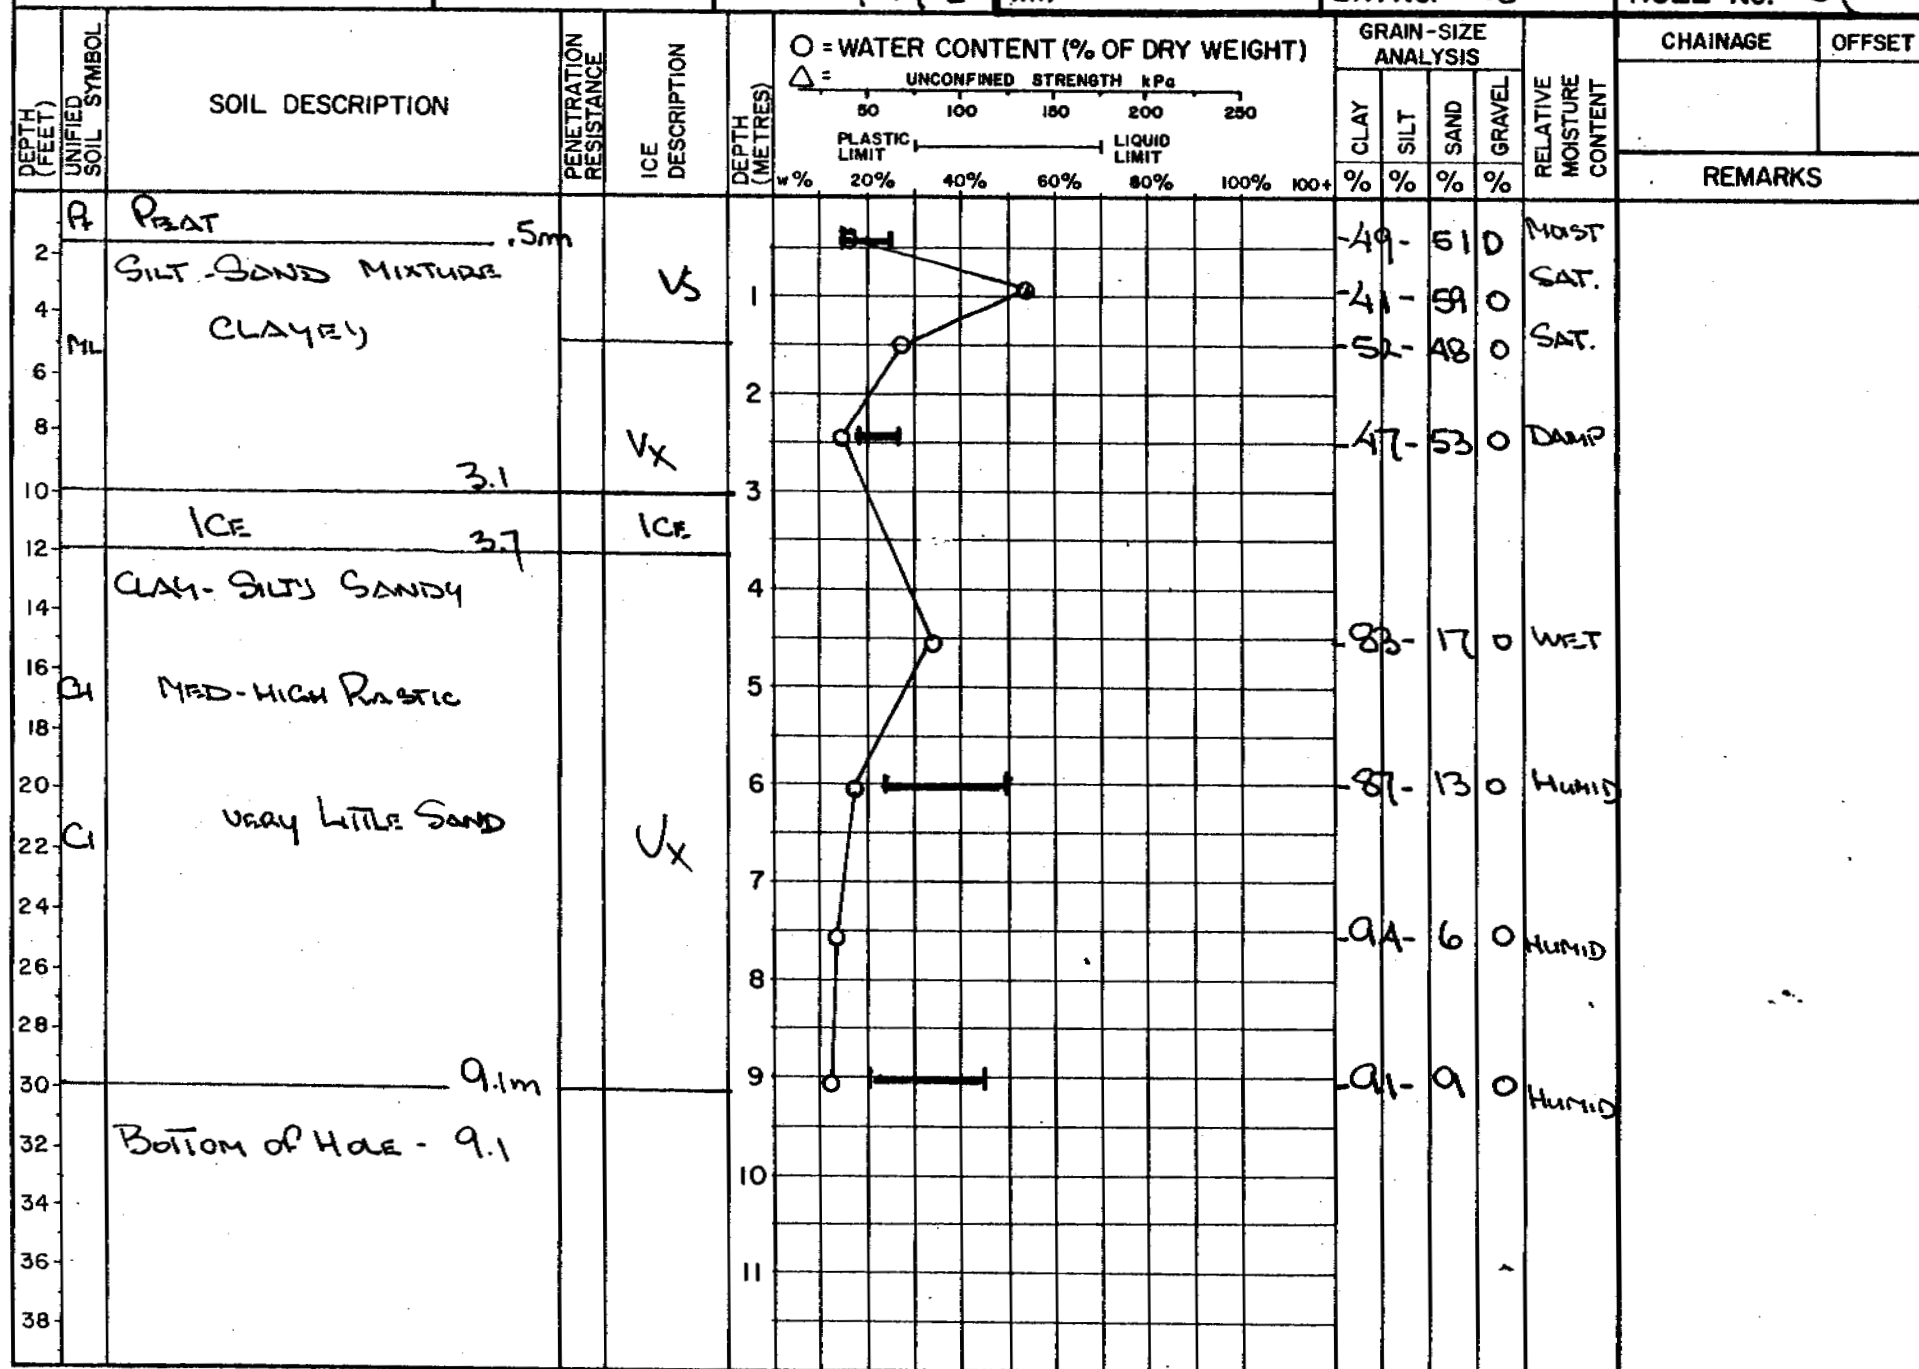 DEPTH (FEET)
UNIFIED SOIL SYMBOL
SOIL DESCRIPTION
PENETRATION RESISTANCE
ICE DESCRIPTION
DEPTH (METRES)
O = WATER CONTENT (% OF DRY WEIGHT)
△ = UNCONFINED STRENGTH kPa
50 100 150 200 250
PLASTIC LIMIT LIQUID LIMIT
W% 20% 40% 60% 80% 100% 100+
GRAIN-SIZE ANALYSIS
CLAY SILT SAND GRAVEL
% % % %
RELATIVE MOISTURE CONTENT
CHAINAGE OFFSET
REMARKS
Pt PEAT .5m
-49- 51 0 MOIST
2
SILT-SAND MIXTURE
VS
1
-41- 59 0 SAT.
4
CLAYEY
ML
-52- 48 0 SAT.
6
2
8
Vx
-47- 53 0 DAMP
3.1
10
3
ICE 3.7 ICE
12
CLAY-SILTY SANDY
4
14
-83- 17 0 WET
16
CI MED-HIGH PLASTIC
5
18
20
6
-87- 13 0 HUMID
VERY LITTLE SAND
22 CI
Vx
7
24
-94- 6 0 HUMID
26
8
28
9.1m
30
9
-91- 9 0 HUMID
32
BOTTOM OF HOLE - 9.1
10
34
36
11
38